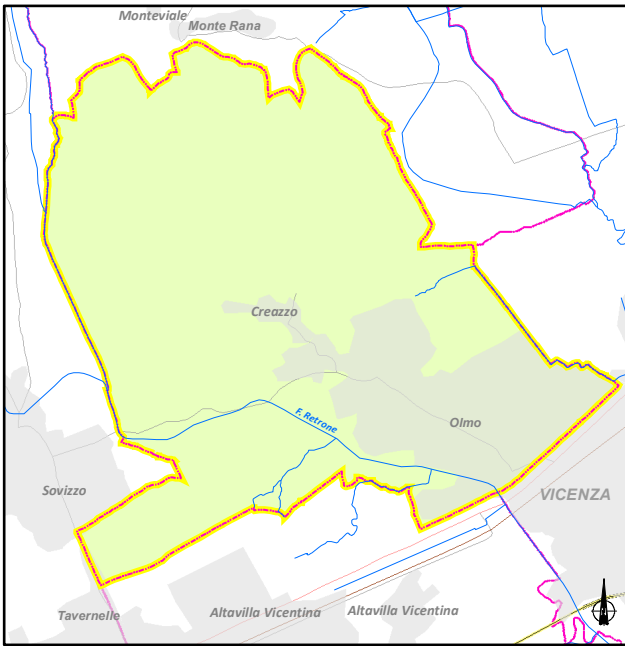 Monteviale
Monte Rana
Creazzo
F. Retrone
Olmo
Sovizzo
VICENZA
Tavernelle
Altavilla Vicentina
Altavilla Vicentina